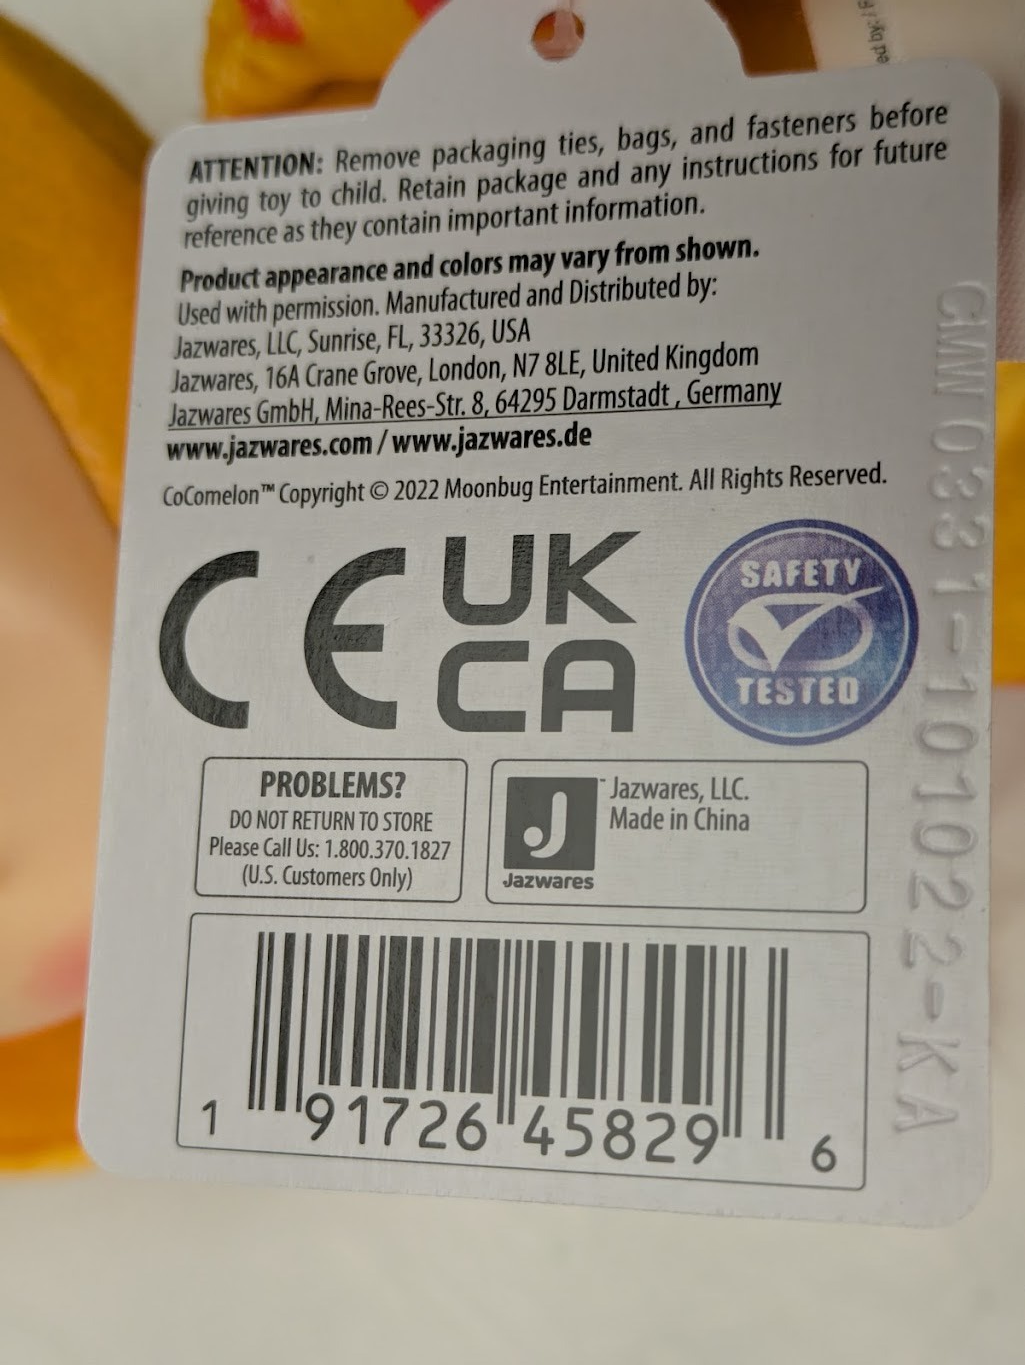 ed by:
ATTENTION: Remove packaging ties, bags, and fasteners before
giving toy to child. Retain package and any instructions for future
reference as they contain important information.
Product appearance and colors may vary from shown.
Used with permission. Manufactured and Distributed by:
Jazwares, LLC, Sunrise, FL, 33326, USA
Jazwares, 16A Crane Grove, London, N7 8LE, United Kingdom
Jazwares GmbH, Mina-Rees-Str. 8, 64295 Darmstadt , Germany
www.jazwares.com / www.jazwares.de
CoComelon™ Copyright © 2022 Moonbug Entertainment. All Rights Reserved.
CE
UK
CA
SAFETY
TESTED
PROBLEMS?
DO NOT RETURN TO STORE
Please Call Us: 1.800.370.1827
(U.S. Customers Only)
J
Jazwares
™ Jazwares, LLC.
Made in China
1 91726 45829 6
GMW0331-101022-KA